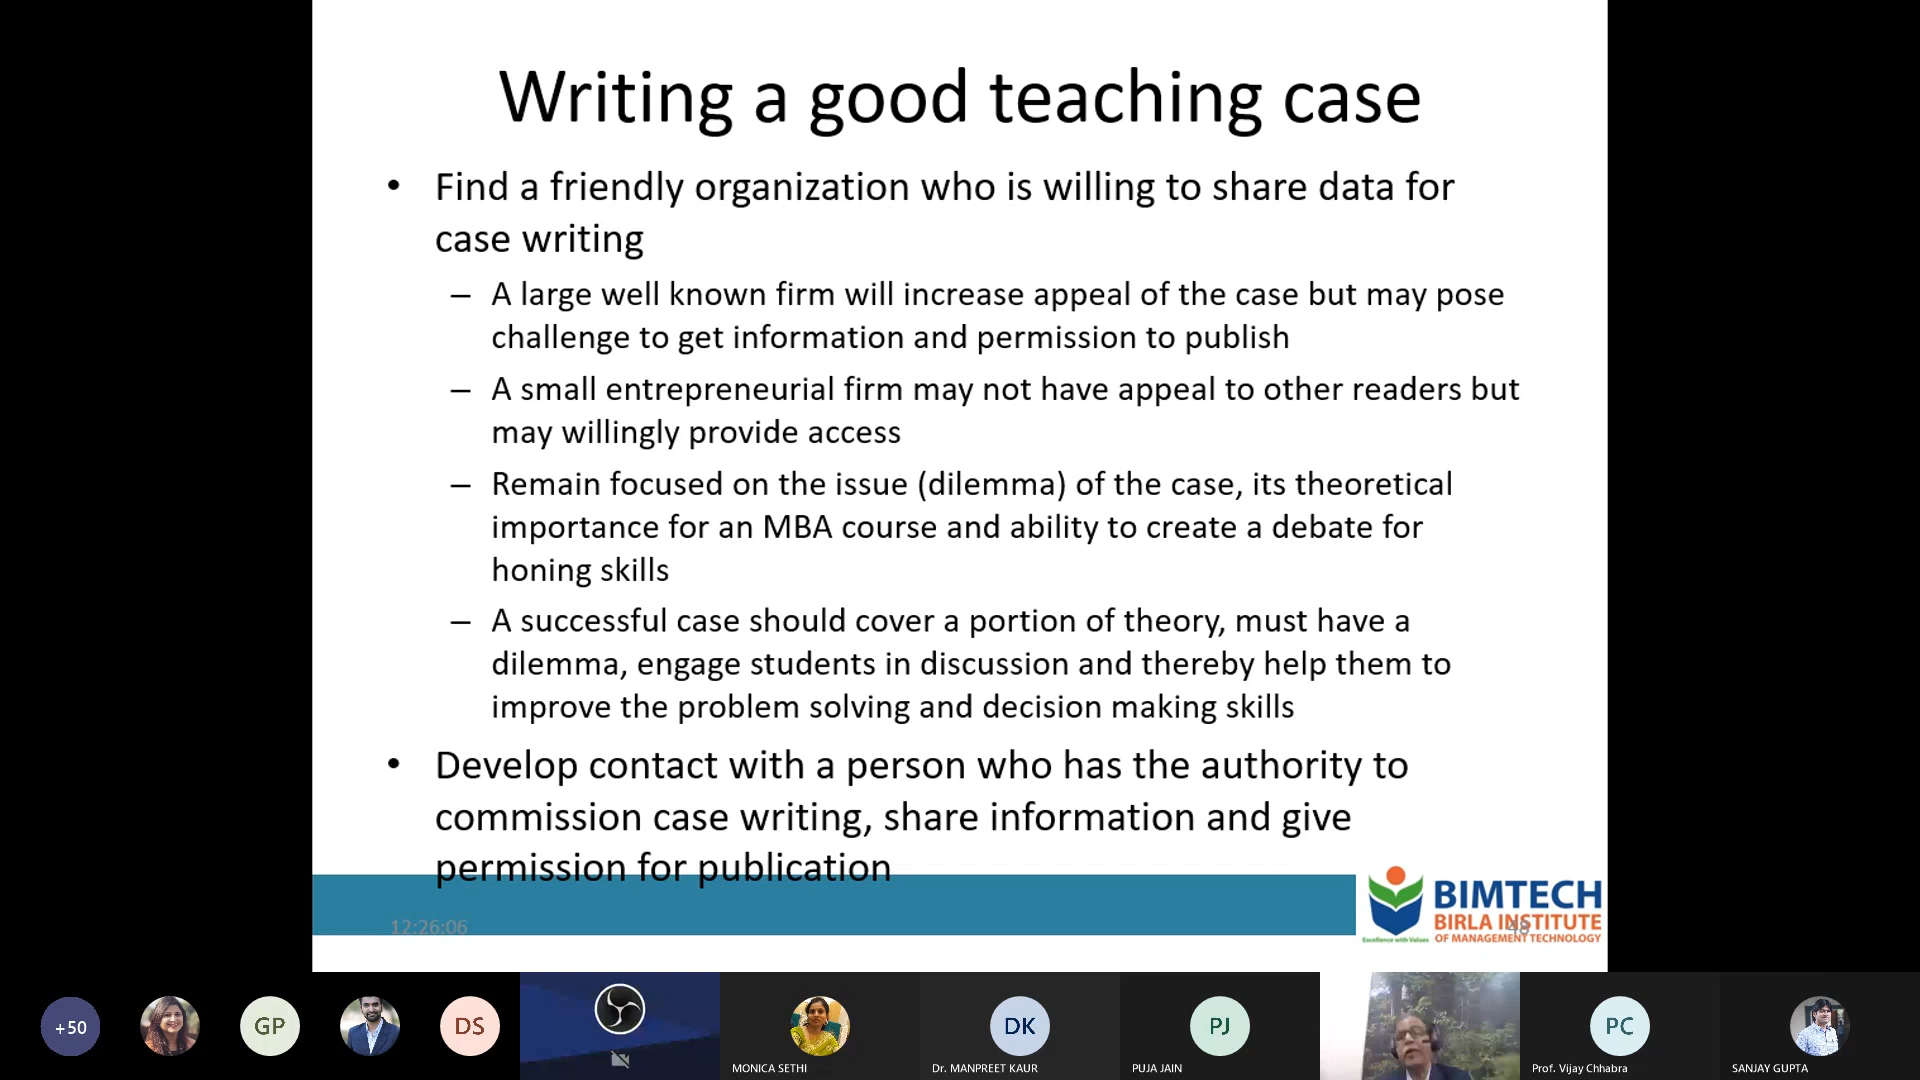 Writing a good teaching case
• Find a friendly organization who is willing to share data for
case writing
– A large well known firm will increase appeal of the case but may pose
challenge to get information and permission to publish
– A small entrepreneurial firm may not have appeal to other readers but
may willingly provide access
– Remain focused on the issue (dilemma) of the case, its theoretical
importance for an MBA course and ability to create a debate for
honing skills
– A successful case should cover a portion of theory, must have a
dilemma, engage students in discussion and thereby help them to
improve the problem solving and decision making skills
• Develop contact with a person who has the authority to
commission case writing, share information and give
permission for publication
12:26:06
48
BIMTECH
BIRLA INSTITUTE
OF MANAGEMENT TECHNOLOGY
Excellence with Values
+50
GP
DS
MONICA SETHI
DK
Dr. MANPREET KAUR
PJ
PUJA JAIN
PC
Prof. Vijay Chhabra
SANJAY GUPTA